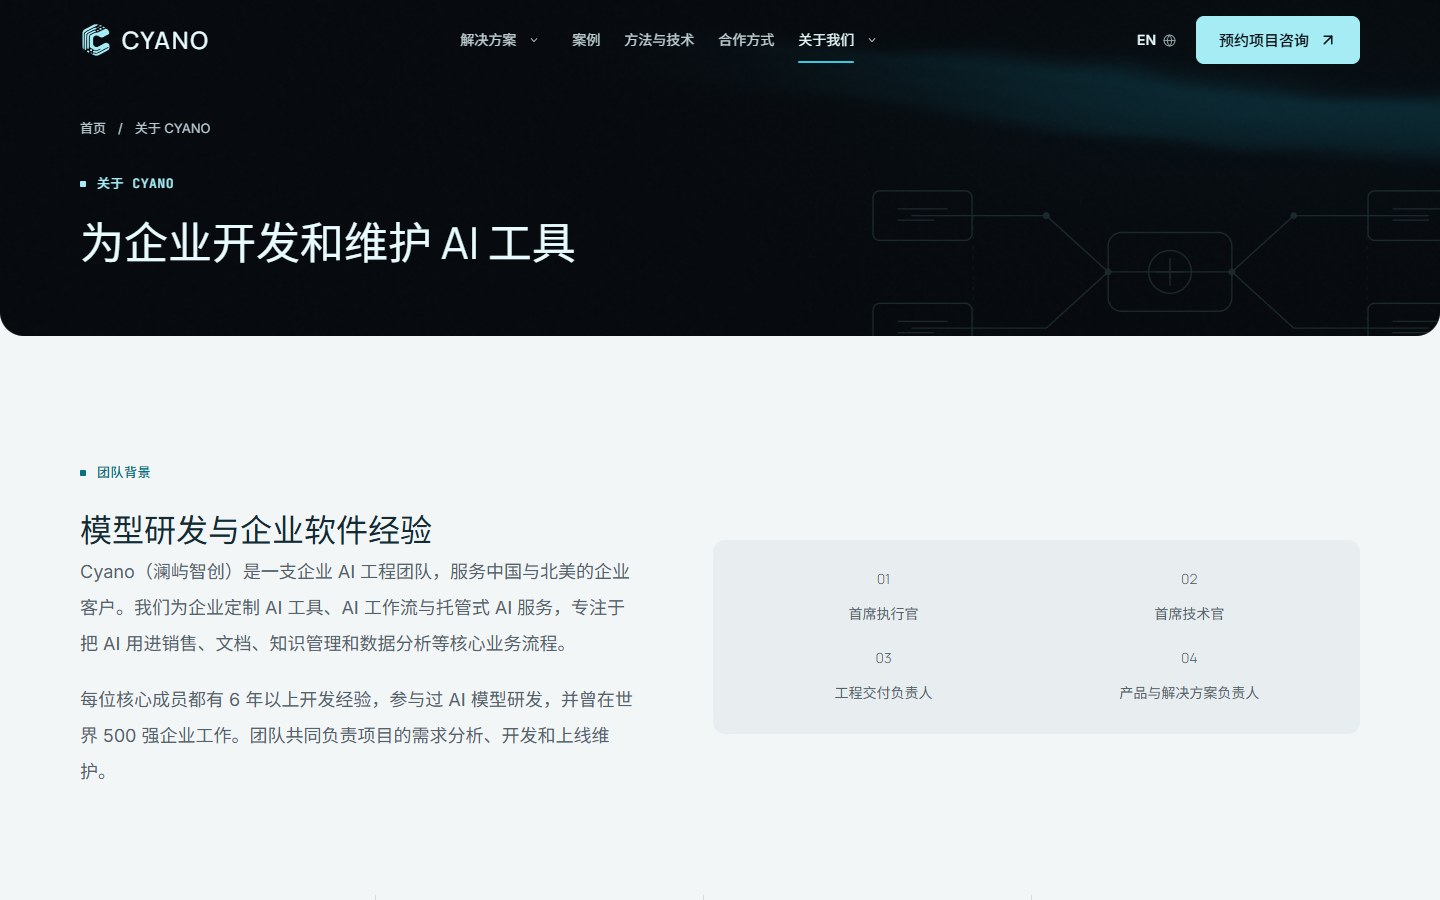 CYANO
解决方案
案例
方法与技术
合作方式
关于我们
EN
预约项目咨询
首页 / 关于 CYANO
关于 CYANO
为企业开发和维护 AI 工具
团队背景
模型研发与企业软件经验
Cyano（澜屿智创）是一支企业 AI 工程团队，服务中国与北美的企业
客户。我们为企业定制 AI 工具、AI 工作流与托管式 AI 服务，专注于
把 AI 用进销售、文档、知识管理和数据分析等核心业务流程。
每位核心成员都有 6 年以上开发经验，参与过 AI 模型研发，并曾在世
界 500 强企业工作。团队共同负责项目的需求分析、开发和上线维
护。
01
首席执行官
02
首席技术官
03
工程交付负责人
04
产品与解决方案负责人